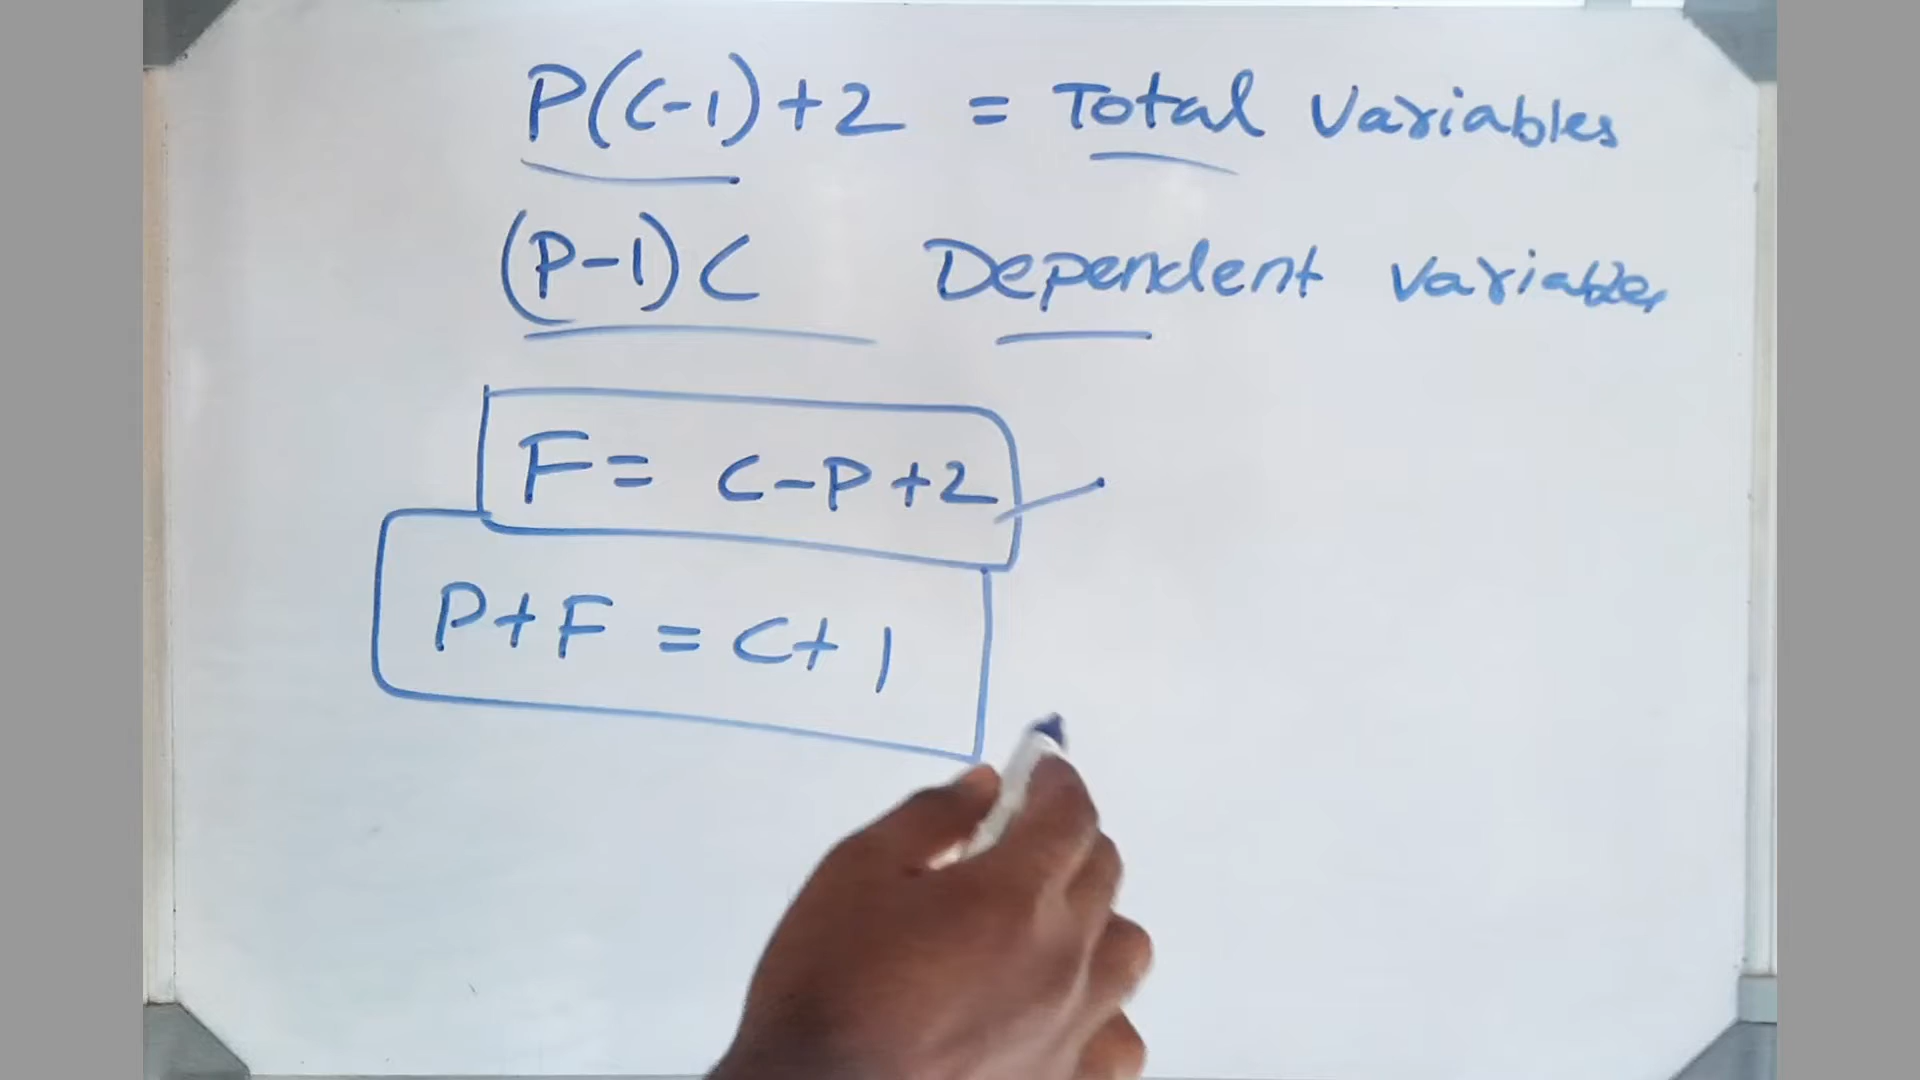 P(C-1)+2 = Total Variables
(P-1)C Dependent Variables
F= C-P+2
P+F = C+1